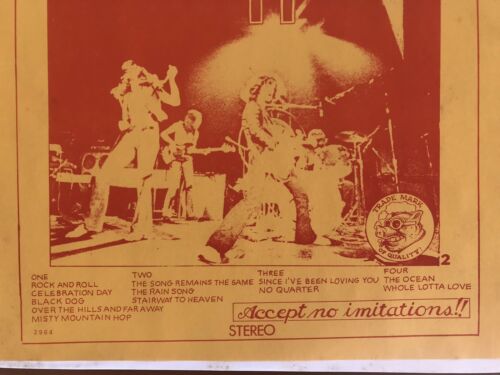 TRADE MARK
OF QUALITY
2
ONE
ROCK AND ROLL
CELEBRATION DAY
BLACK DOG
OVER THE HILLS AND FAR AWAY
MISTY MOUNTAIN HOP
TWO
THE SONG REMAINS THE SAME
THE RAIN SONG
STAIRWAY TO HEAVEN
THREE
SINCE I'VE BEEN LOVING YOU
NO QUARTER
FOUR
THE OCEAN
WHOLE LOTTA LOVE
2964
Accept no imitations!!
STEREO